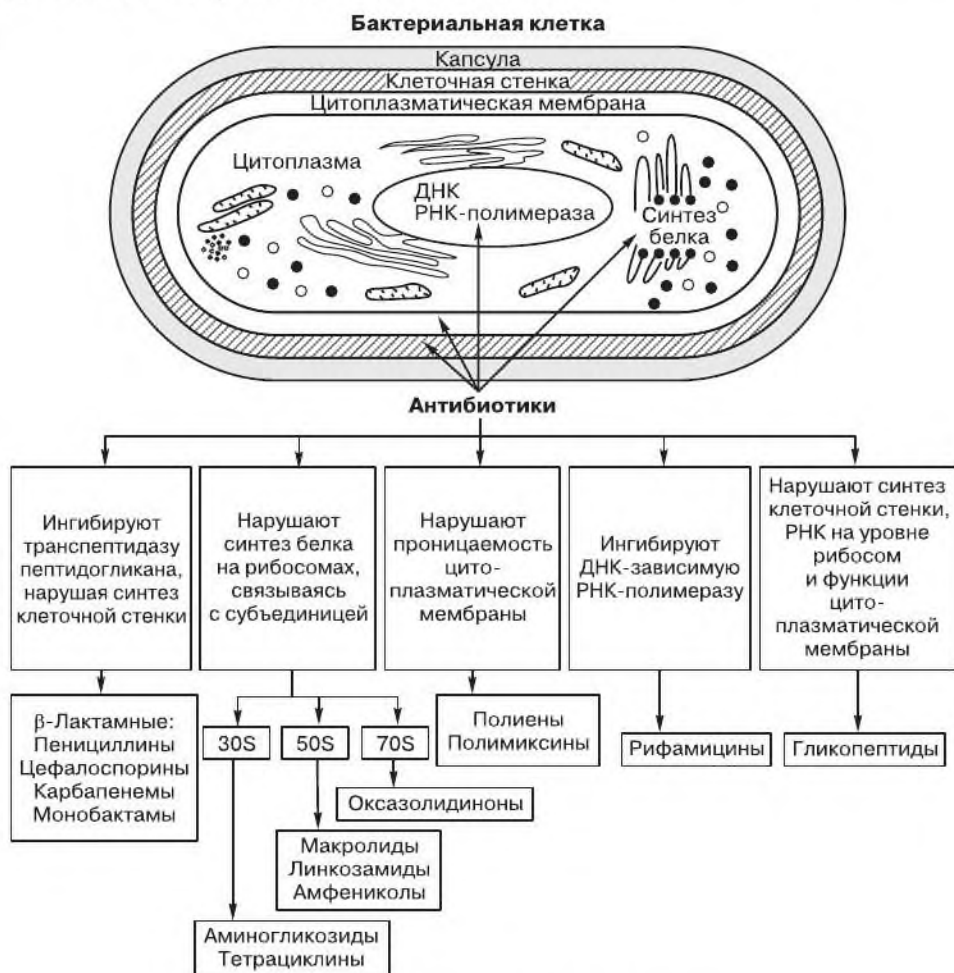 Бактериальная клетка
Капсула
Клеточная стенка
Цитоплазматическая мембрана
Цитоплазма
ДНК
РНК-полимераза
Синтез
белка
Антибиотики
Ингибируют
транспептидазу
пептидогликана,
нарушая синтез
клеточной стенки
Нарушают
синтез белка
на рибосомах,
связываясь
с субъединицей
Нарушают
проницаемость
цито-
плазматической
мембраны
Ингибируют
ДНК-зависимую
РНК-полимеразу
Нарушают синтез
клеточной стенки,
РНК на уровне
рибосом
и функции
цито-
плазматической
мембраны
β-Лактамные:
Пенициллины
Цефалоспорины
Карбапенемы
Монобактамы
30S
50S
70S
Полиены
Полимиксины
Рифамицины
Гликопептиды
Оксазолидиноны
Макролиды
Линкозамиды
Амфениколы
Аминогликозиды
Тетрациклины